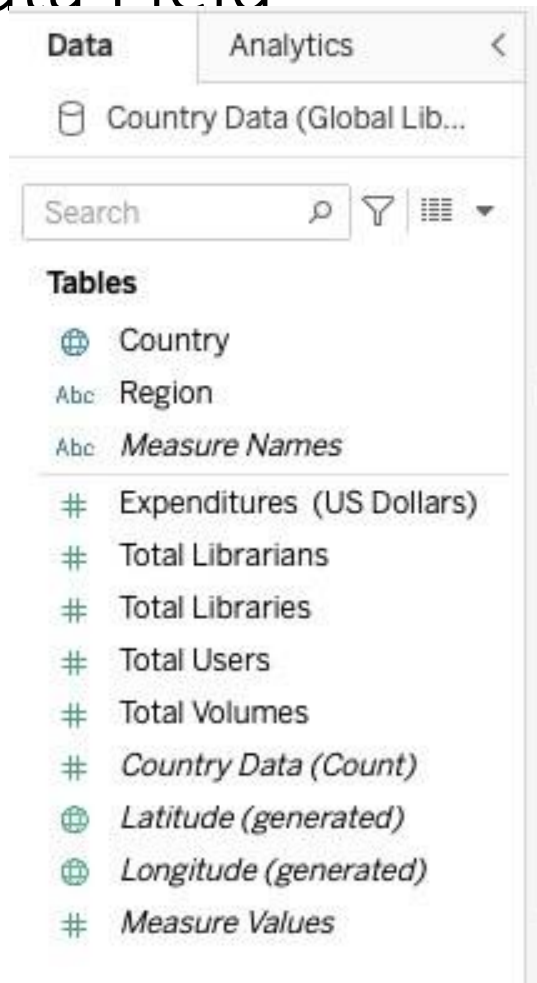 Data Analytics
Country Data (Global Lib...
Search
Tables
Country
Abc Region
Abc Measure Names
# Expenditures (US Dollars)
# Total Librarians
# Total Libraries
# Total Users
# Total Volumes
# Country Data (Count)
Latitude (generated)
Longitude (generated)
# Measure Values